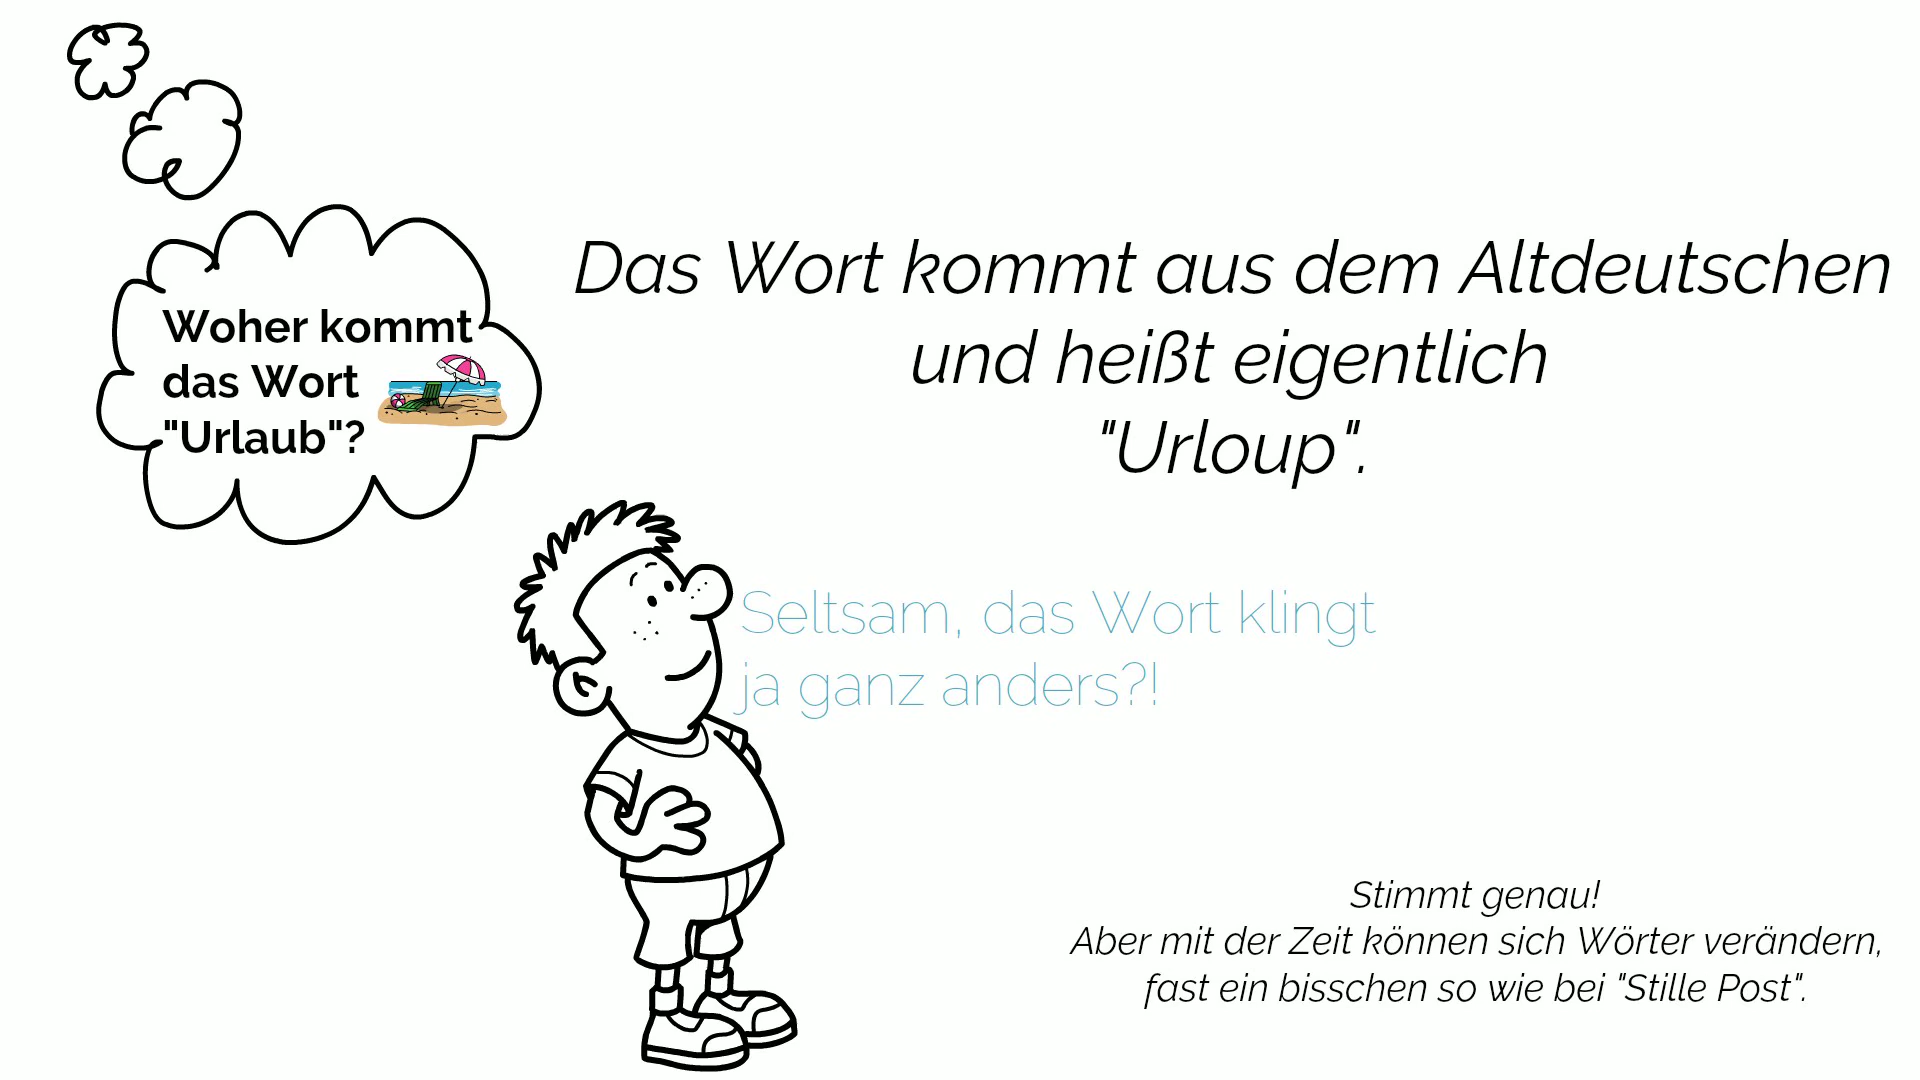 Woher kommt
das Wort
"Urlaub"?
Das Wort kommt aus dem Altdeutschen
und heißt eigentlich
"Urloup".
Seltsam, das Wort klingt
ja ganz anders?!
Stimmt genau!
Aber mit der Zeit können sich Wörter verändern,
fast ein bisschen so wie bei "Stille Post".